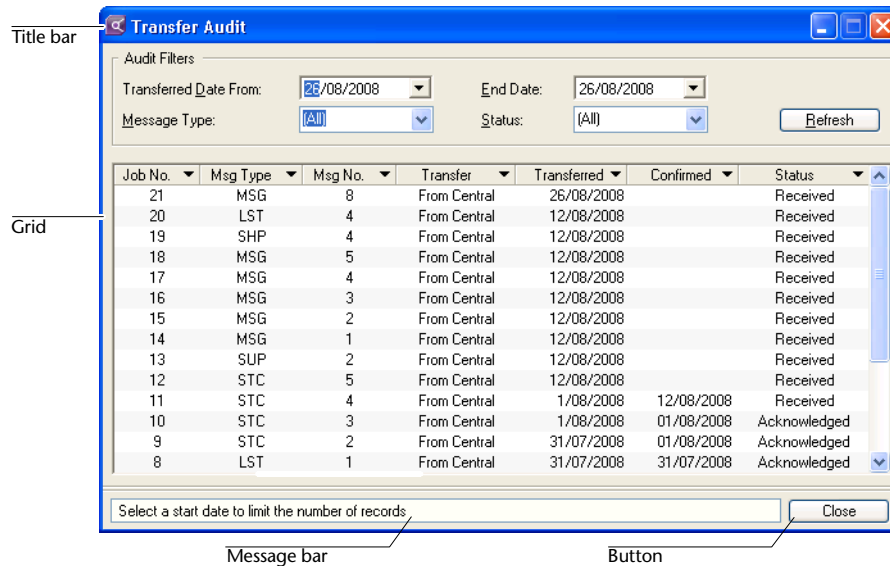 Transfer Audit
Title bar
Audit Filters
Transferred Date From: 26/08/2008 End Date: 26/08/2008
Message Type: (All) Status: (All) Refresh
Job No. Msg Type Msg No. Transfer Transferred Confirmed Status
21 MSG 8 From Central 26/08/2008 Received
20 LST 4 From Central 12/08/2008 Received
Grid
19 SHP 4 From Central 12/08/2008 Received
18 MSG 5 From Central 12/08/2008 Received
17 MSG 4 From Central 12/08/2008 Received
16 MSG 3 From Central 12/08/2008 Received
15 MSG 2 From Central 12/08/2008 Received
14 MSG 1 From Central 12/08/2008 Received
13 SUP 2 From Central 12/08/2008 Received
12 STC 5 From Central 12/08/2008 Received
11 STC 4 From Central 1/08/2008 12/08/2008 Received
10 STC 3 From Central 1/08/2008 01/08/2008 Acknowledged
9 STC 2 From Central 31/07/2008 01/08/2008 Acknowledged
8 LST 1 From Central 31/07/2008 31/07/2008 Acknowledged
Select a start date to limit the number of records Close
Message bar Button